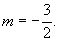 m = −3/2.